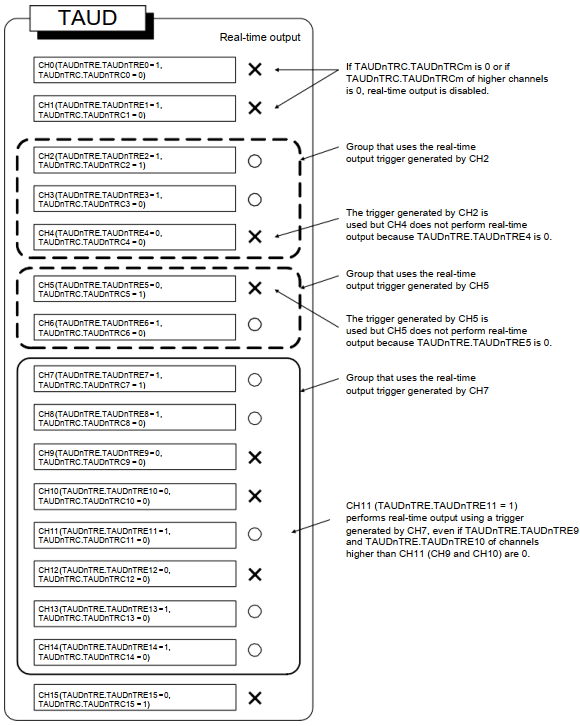 TAUD
Real-time output
CH0(TAUDnTRE.TAUDnTRE0 = 1,
TAUDnTRC.TAUDnTRC0 = 0)
If TAUDnTRC.TAUDnTRCm is 0 or if
TAUDnTRC.TAUDnTRCm of higher channels
is 0, real-time output is disabled.
CH1(TAUDnTRE.TAUDnTRE1 = 1,
TAUDnTRC.TAUDnTRC1 = 0)
CH2(TAUDnTRE.TAUDnTRE2 = 1,
TAUDnTRC.TAUDnTRC2 = 1)
Group that uses the real-time
output trigger generated by CH2
CH3(TAUDnTRE.TAUDnTRE3 = 1,
TAUDnTRC.TAUDnTRC3 = 0)
CH4(TAUDnTRE.TAUDnTRE4 = 0,
TAUDnTRC.TAUDnTRC4 = 0)
The trigger generated by CH2 is
used but CH4 does not perform real-time
output because TAUDnTRE.TAUDnTRE4 is 0.
CH5(TAUDnTRE.TAUDnTRE5 = 0,
TAUDnTRC.TAUDnTRC5 = 1)
Group that uses the real-time
output trigger generated by CH5
CH6(TAUDnTRE.TAUDnTRE6 = 1,
TAUDnTRC.TAUDnTRC6 = 0)
The trigger generated by CH5 is
used but CH5 does not perform real-time
output because TAUDnTRE.TAUDnTRE5 is 0.
CH7(TAUDnTRE.TAUDnTRE7 = 1,
TAUDnTRC.TAUDnTRC7 = 1)
Group that uses the real-time
output trigger generated by CH7
CH8(TAUDnTRE.TAUDnTRE8 = 1,
TAUDnTRC.TAUDnTRC8 = 0)
CH9(TAUDnTRE.TAUDnTRE9 = 0,
TAUDnTRC.TAUDnTRC9 = 0)
CH10(TAUDnTRE.TAUDnTRE10 = 0,
TAUDnTRC.TAUDnTRC10 = 0)
CH11(TAUDnTRE.TAUDnTRE11 = 1,
TAUDnTRC.TAUDnTRC11 = 0)
CH11 (TAUDnTRE.TAUDnTRE11 = 1)
performs real-time output using a trigger
generated by CH7, even if TAUDnTRE.TAUDnTRE9
and TAUDnTRE.TAUDnTRE10 of channels
higher than CH11 (CH9 and CH10) are 0.
CH12(TAUDnTRE.TAUDnTRE12 = 0,
TAUDnTRC.TAUDnTRC12 = 0)
CH13(TAUDnTRE.TAUDnTRE13 = 1,
TAUDnTRC.TAUDnTRC13 = 0)
CH14(TAUDnTRE.TAUDnTRE14 = 1,
TAUDnTRC.TAUDnTRC14 = 0)
CH15(TAUDnTRE.TAUDnTRE15 = 0,
TAUDnTRC.TAUDnTRC15 = 1)